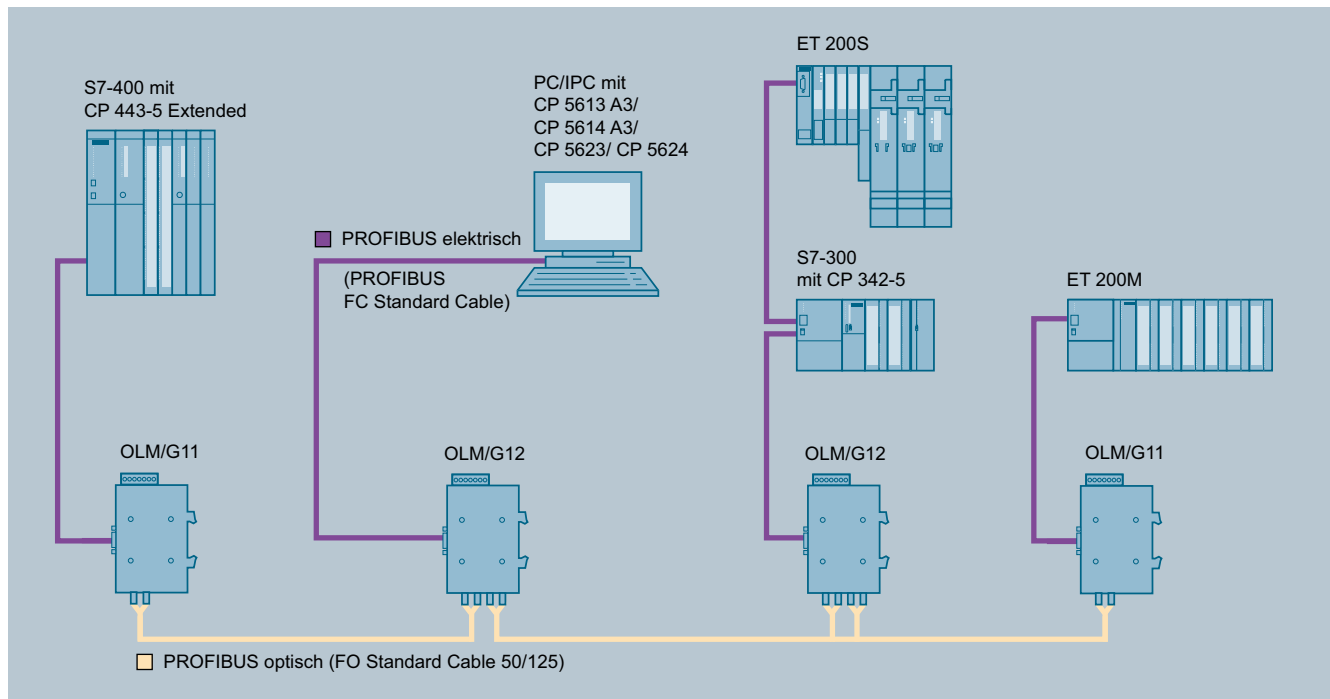 ET 200S
S7-400 mit
CP 443-5 Extended
PC/IPC mit
CP 5613 A3/
CP 5614 A3/
CP 5623/ CP 5624
PROFIBUS elektrisch
(PROFIBUS
FC Standard Cable)
S7-300
mit CP 342-5
ET 200M
OLM/G11
OLM/G12
OLM/G12
OLM/G11
PROFIBUS optisch (FO Standard Cable 50/125)